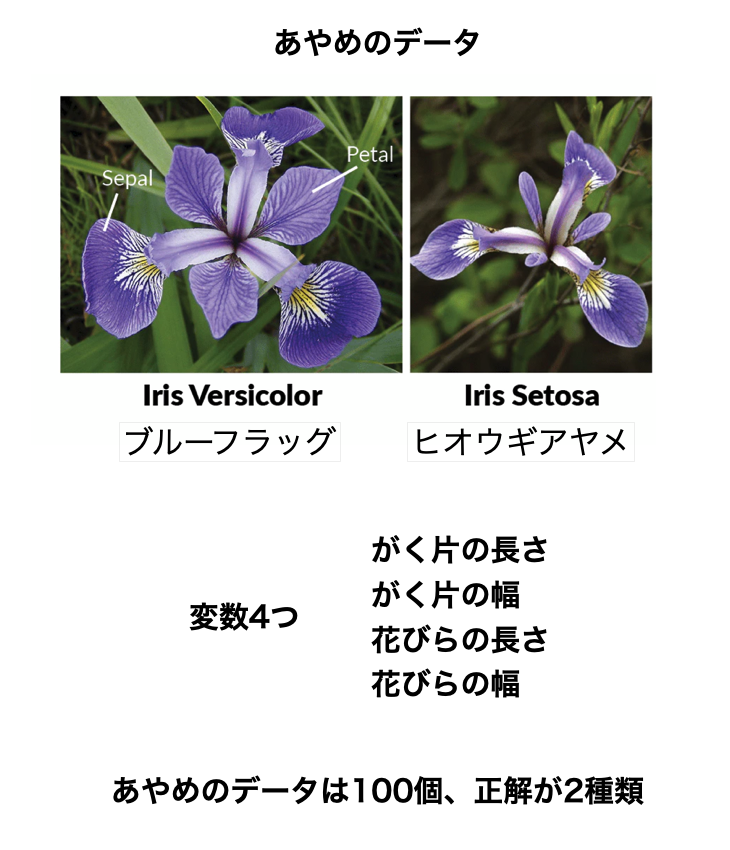 あやめのデータ
Sepal
Petal
Iris Versicolor
Iris Setosa
ブルーフラッグ
ヒオウギアヤメ
変数4つ
がく片の長さ
がく片の幅
花びらの長さ
花びらの幅
あやめのデータは100個、正解が2種類